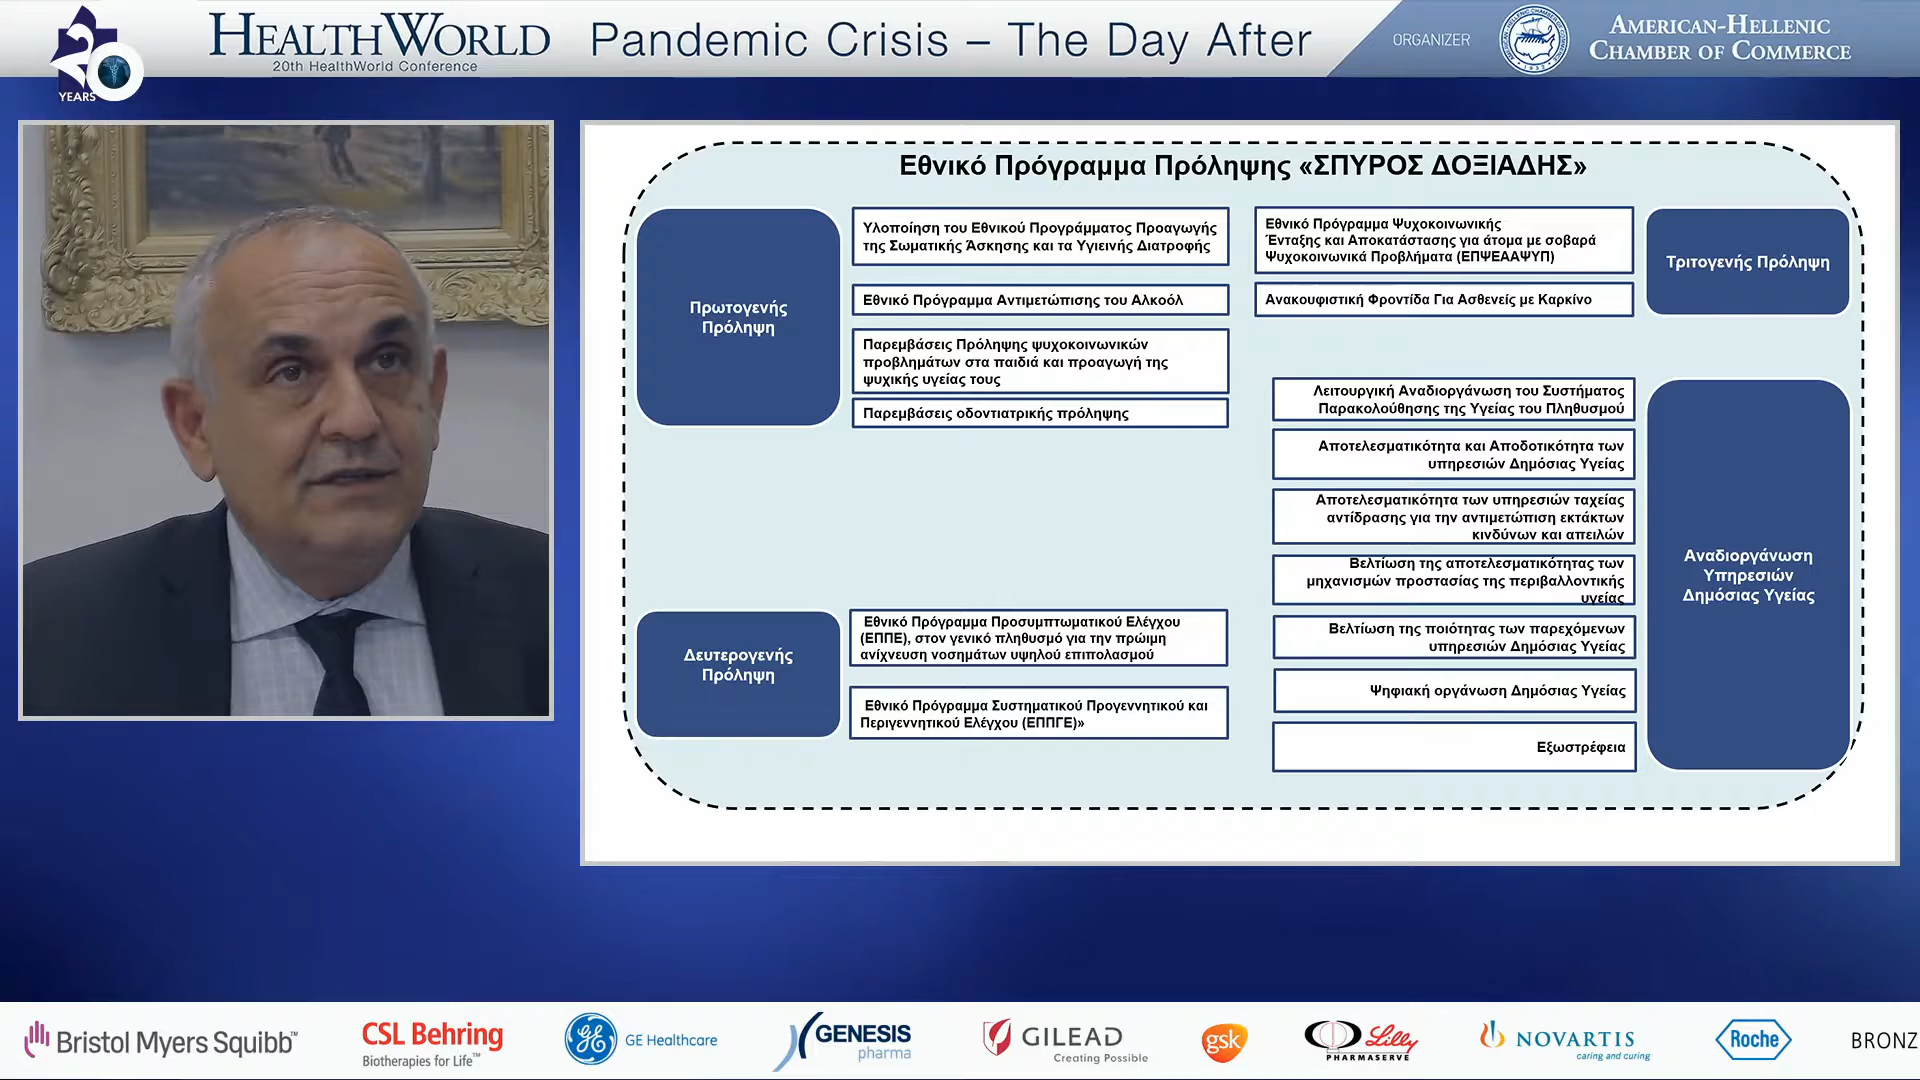 20
YEARS
HEALTHWORLD
20th HealthWorld Conference
Pandemic Crisis – The Day After
ORGANIZER
AMERICAN-HELLENIC
CHAMBER OF COMMERCE
Εθνικό Πρόγραμμα Πρόληψης «ΣΠΥΡΟΣ ΔΟΞΙΑΔΗΣ»
Πρωτογενής
Πρόληψη
Υλοποίηση του Εθνικού Προγράμματος Προαγωγής
της Σωματικής Άσκησης και τα Υγιεινής Διατροφής
Εθνικό Πρόγραμμα Αντιμετώπισης του Αλκοόλ
Παρεμβάσεις Πρόληψης ψυχοκοινωνικών
προβλημάτων στα παιδιά και προαγωγή της
ψυχικής υγείας τους
Παρεμβάσεις οδοντιατρικής πρόληψης
Δευτερογενής
Πρόληψη
Εθνικό Πρόγραμμα Προσυμπτωματικού Ελέγχου
(ΕΠΠΕ), στον γενικό πληθυσμό για την πρώιμη
ανίχνευση νοσημάτων υψηλού επιπολασμού
Εθνικό Πρόγραμμα Συστηματικού Προγεννητικού και
Περιγεννητικού Ελέγχου (ΕΠΠΓΕ)»
Εθνικό Πρόγραμμα Ψυχοκοινωνικής
Ένταξης και Αποκατάστασης για άτομα με σοβαρά
Ψυχοκοινωνικά Προβλήματα (ΕΠΨΕΑΑΨΥΠ)
Ανακουφιστική Φροντίδα Για Ασθενείς με Καρκίνο
Τριτογενής Πρόληψη
Λειτουργική Αναδιοργάνωση του Συστήματος
Παρακολούθησης της Υγείας του Πληθυσμού
Αποτελεσματικότητα και Αποδοτικότητα των
υπηρεσιών Δημόσιας Υγείας
Αποτελεσματικότητα των υπηρεσιών ταχείας
αντίδρασης για την αντιμετώπιση εκτάκτων
κινδύνων και απειλών
Βελτίωση της αποτελεσματικότητας των
μηχανισμών προστασίας της περιβαλλοντικής
υγείας
Βελτίωση της ποιότητας των παρεχόμενων
υπηρεσιών Δημόσιας Υγείας
Ψηφιακή οργάνωση Δημόσιας Υγείας
Εξωστρέφεια
Αναδιοργάνωση
Υπηρεσιών
Δημόσιας Υγείας
Bristol Myers Squibb™
CSL Behring
Biotherapies for Life™
GE Healthcare
GENESIS
pharma
GILEAD
Creating Possible
gsk
PHARMASERVE
Lilly
NOVARTIS
caring and curing
Roche
BRONZ